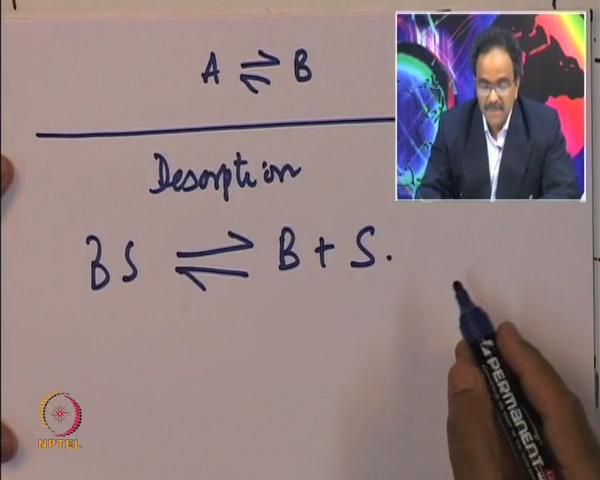 A ⇌ B
Desorption
BS ⇌ B + S.
PERMANENT
NPTEL